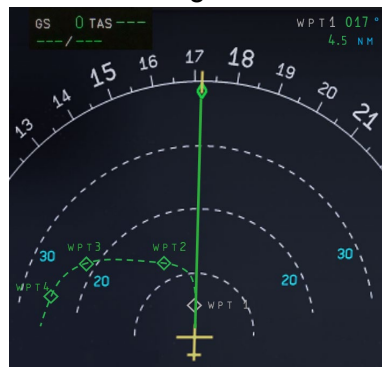 GS 0 TAS---
---/---
WPT1 017°
4.5 NM
13 14 15 16 17 18 19 20 21
WPT3 WPT2
30 30
WPT4 20 20
WPT 1